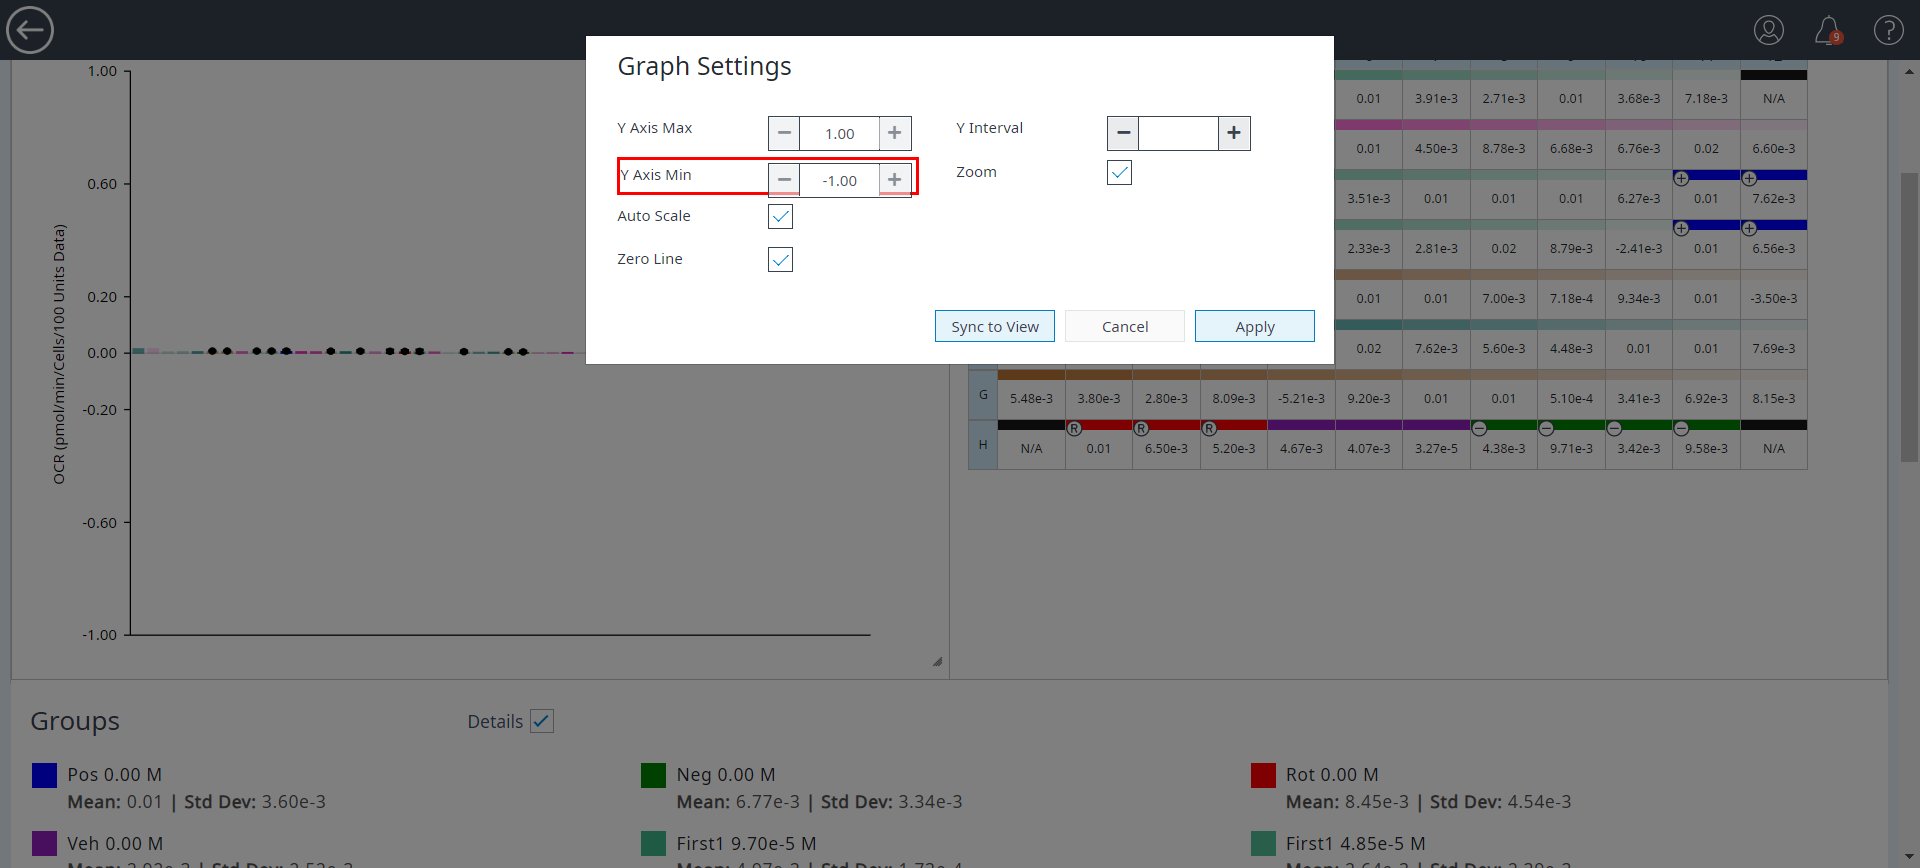 9
Graph Settings
Y Axis Max − 1.00 + Y Interval − +
Y Axis Min − -1.00 + Zoom
Auto Scale
Zero Line
Sync to View Cancel Apply
OCR (pmol/min/Cells/100 Units Data)
1.00
0.60
0.20
0.00
-0.20
-0.60
-1.00
0.01 3.91e-3 2.71e-3 0.01 3.68e-3 7.18e-3 N/A
0.01 4.50e-3 8.78e-3 6.68e-3 6.76e-3 0.02 6.60e-3
3.51e-3 0.01 0.01 0.01 6.27e-3 0.01 7.62e-3
2.33e-3 2.81e-3 0.02 8.79e-3 -2.41e-3 0.01 6.56e-3
0.01 0.01 7.00e-3 7.18e-4 9.34e-3 0.01 -3.50e-3
0.02 7.62e-3 5.60e-3 4.48e-3 0.01 0.01 7.69e-3
G 5.48e-3 3.80e-3 2.80e-3 8.09e-3 -5.21e-3 9.20e-3 0.01 0.01 5.10e-4 3.41e-3 6.92e-3 8.15e-3
R R R
H N/A 0.01 6.50e-3 5.20e-3 4.67e-3 4.07e-3 3.27e-5 4.38e-3 9.71e-3 3.42e-3 9.58e-3 N/A
Groups Details
Pos 0.00 M
Mean: 0.01 | Std Dev: 3.60e-3
Neg 0.00 M
Mean: 6.77e-3 | Std Dev: 3.34e-3
Rot 0.00 M
Mean: 8.45e-3 | Std Dev: 4.54e-3
Veh 0.00 M
First1 9.70e-5 M
First1 4.85e-5 M